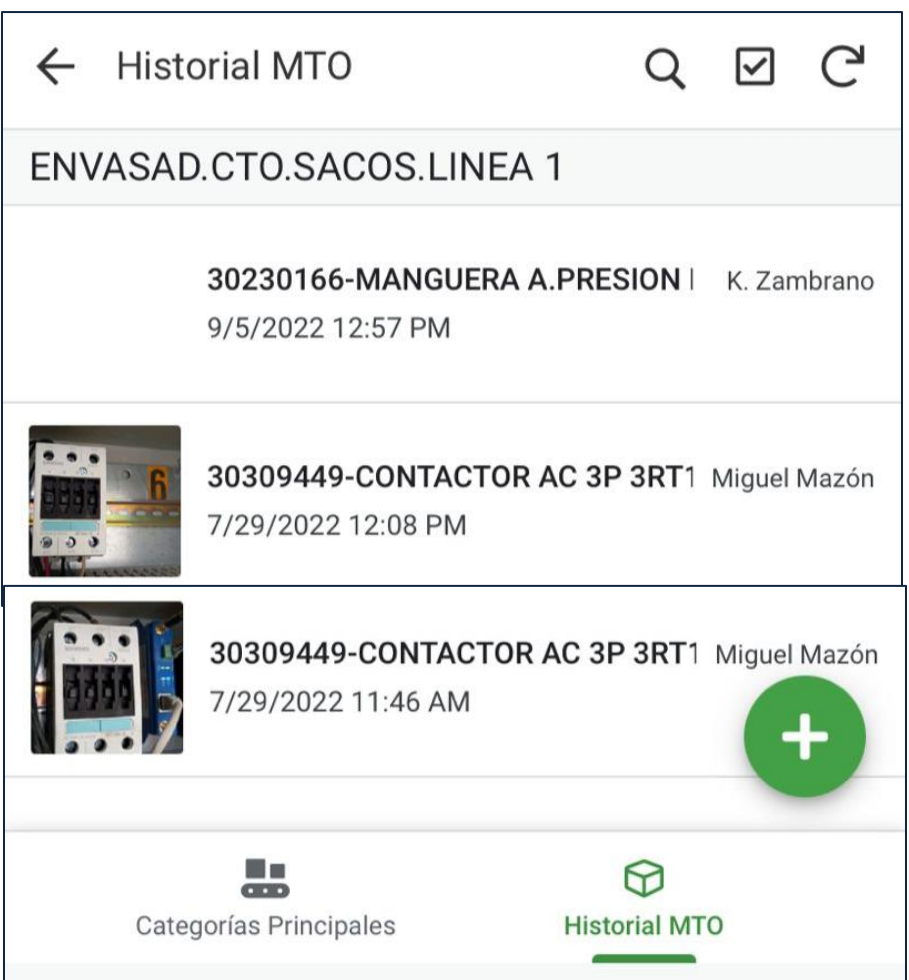 Historial MTO
ENVASAD.CTO.SACOS.LINEA 1
30230166-MANGUERA A.PRESION K. Zambrano
9/5/2022 12:57 PM
6
30309449-CONTACTOR AC 3P 3RT1 Miguel Mazón
7/29/2022 12:08 PM
30309449-CONTACTOR AC 3P 3RT1 Miguel Mazón
7/29/2022 11:46 AM
Categorías Principales
Historial MTO